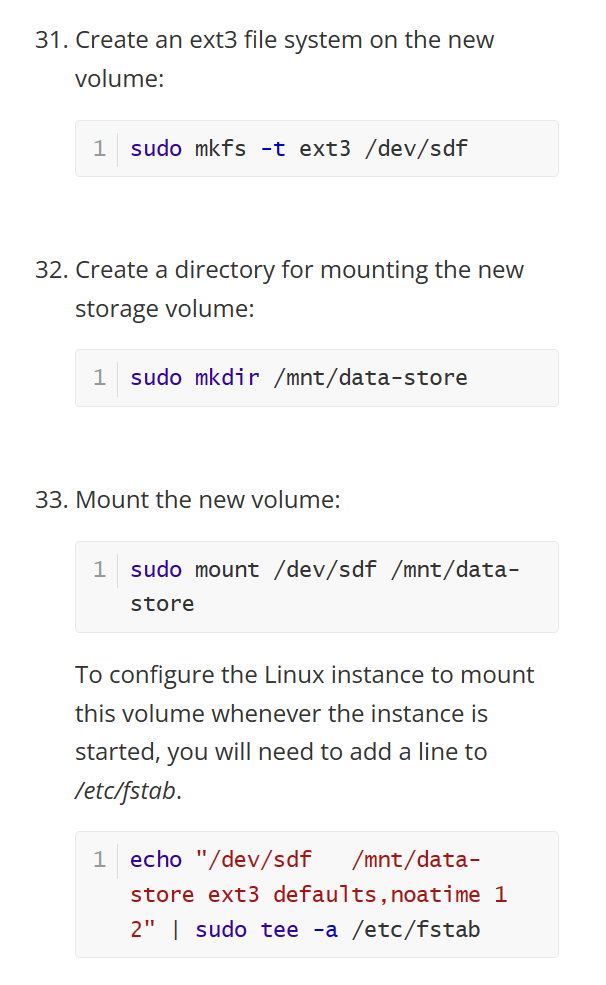 31. Create an ext3 file system on the new
volume:
1 sudo mkfs -t ext3 /dev/sdf
32. Create a directory for mounting the new
storage volume:
1 sudo mkdir /mnt/data-store
33. Mount the new volume:
1 sudo mount /dev/sdf /mnt/data-
store
To configure the Linux instance to mount
this volume whenever the instance is
started, you will need to add a line to
/etc/fstab.
1 echo "/dev/sdf   /mnt/data-
store ext3 defaults,noatime 1
2" | sudo tee -a /etc/fstab